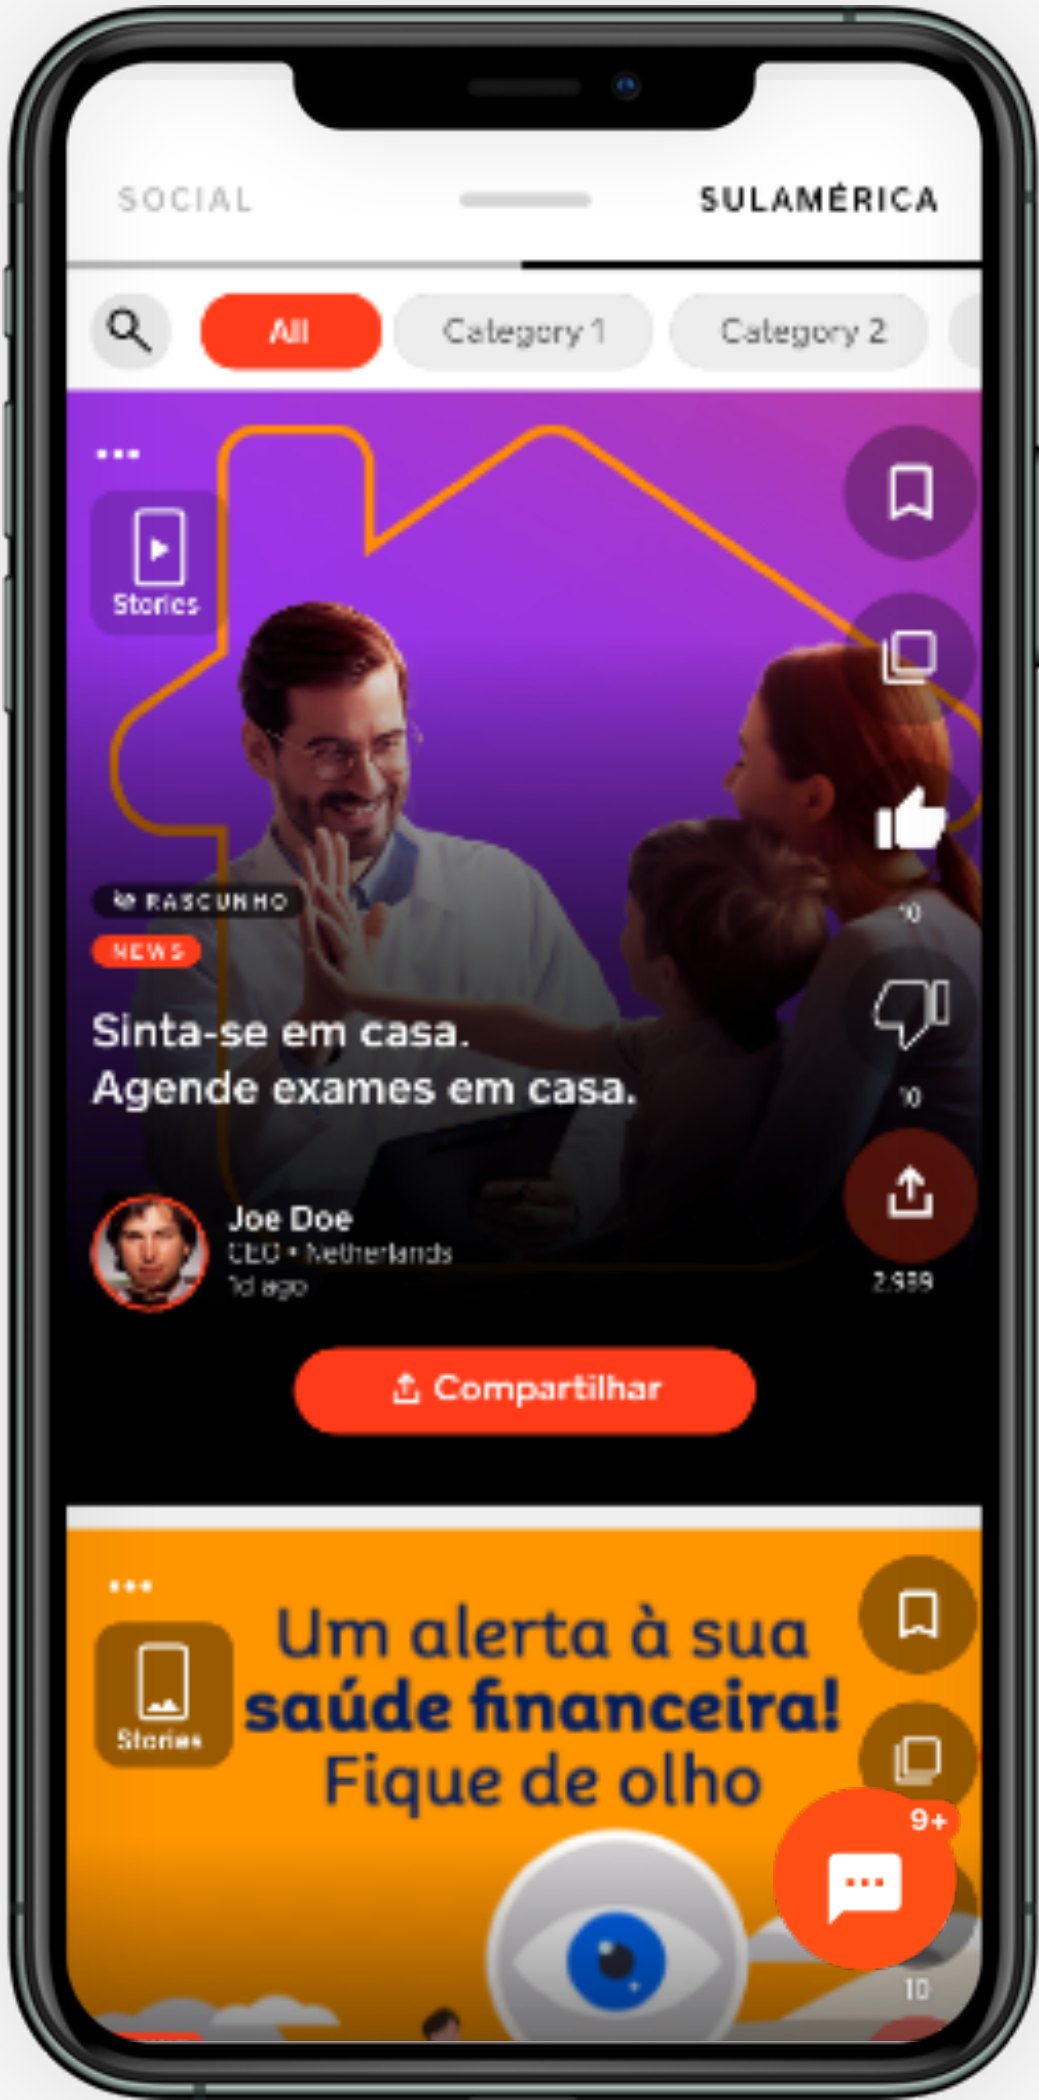 SOCIAL
SULAMÉRICA
All
Category 1
Category 2
Stories
RASCUNHO
NEWS
10
Sinta-se em casa.
Agende exames em casa.
10
Joe Doe
CEO • Netherlands
1d ago
2.989
Compartilhar
Um alerta à sua
saúde financeira!
Fique de olho
Stories
9+
10